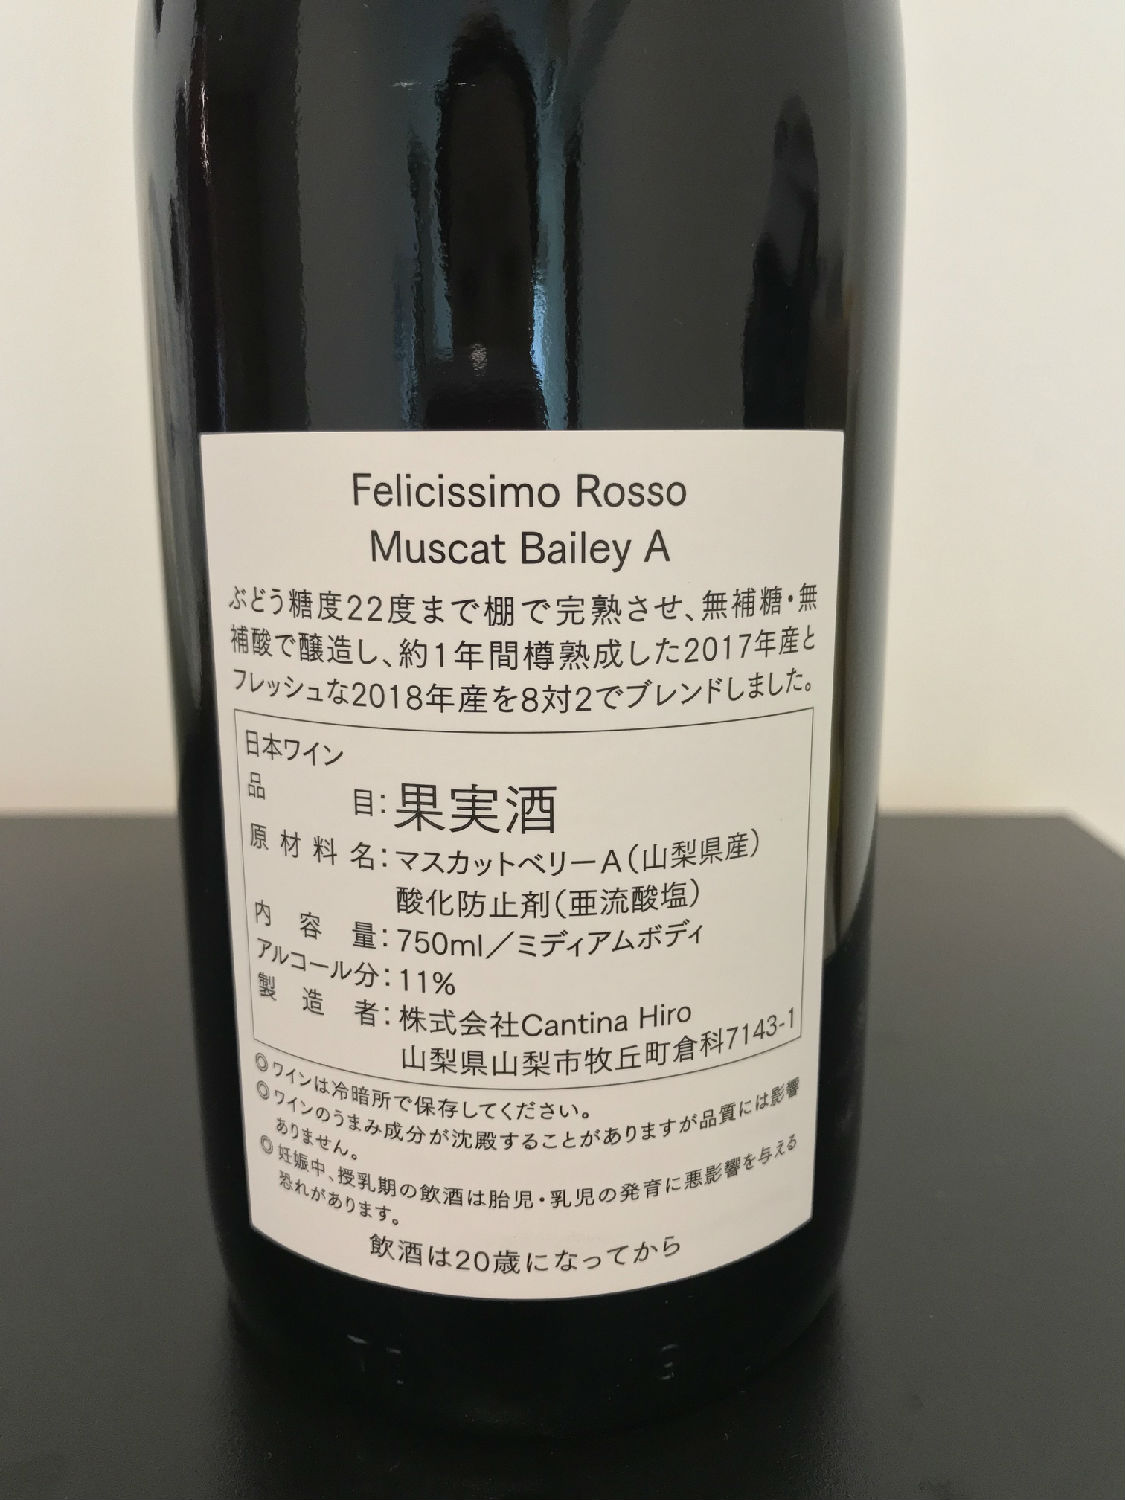 Felicissimo Rosso
Muscat Bailey A
ぶどう糖度22度まで棚で完熟させ、無補糖・無
補酸で醸造し、約1年間樽熟成した2017年産と
フレッシュな2018年産を8対2でブレンドしました。
日本ワイン
品目：果実酒
原材料名：マスカットベリーA（山梨県産）
酸化防止剤（亜流酸塩）
内容量：750ml／ミディアムボディ
アルコール分：11%
製造者：株式会社Cantina Hiro
山梨県山梨市牧丘町倉科7143-1
◎ワインは冷暗所で保存してください。
◎ワインのうまみ成分が沈殿することがありますが品質には影響
ありません。
◎妊娠中、授乳期の飲酒は胎児・乳児の発育に悪影響を与える
恐れがあります。
飲酒は20歳になってから